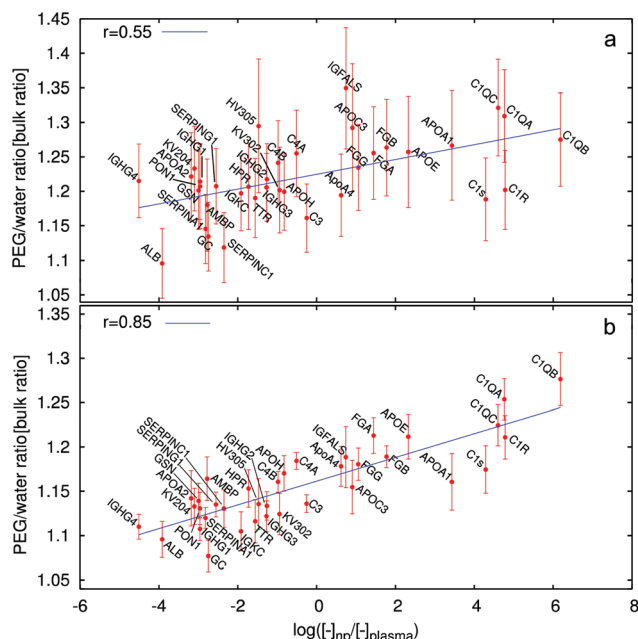 r=0.55
a
1.45
1.4
1.35
1.3
1.25
1.2
1.15
1.1
1.05
PEG/water ratio[bulk ratio]
IGHG4
ALB
APOA2
KV204
PON1
IGHG1
GSN
SERPINA1
GC
AMBP
SERPING1
SERPINC1
IGKC
HPR
TTR
HV305
IGHG2
KV302
C4B
IGHG3
APOH
C4A
C3
ApoA4
IGFALS
APOC3
FGG
FGA
FGB
APOE
APOA1
C1s
C1QC
C1QA
C1R
C1QB
r=0.85
b
1.4
1.35
1.3
1.25
1.2
1.15
1.1
1.05
PEG/water ratio[bulk ratio]
IGHG4
ALB
APOA2
KV204
PON1
GSN
SERPING1
SERPINC1
IGHG1
SERPINA1
GC
AMBP
IGKC
HPR
TTR
HV305
IGHG2
IGHG3
C4B
KV302
APOH
C4A
C3
ApoA4
IGFALS
APOC3
FGG
FGA
FGB
APOE
APOA1
C1s
C1QC
C1QA
C1R
C1QB
-6 -4 -2 0 2 4 6 8
log([-]np/[-]plasma)